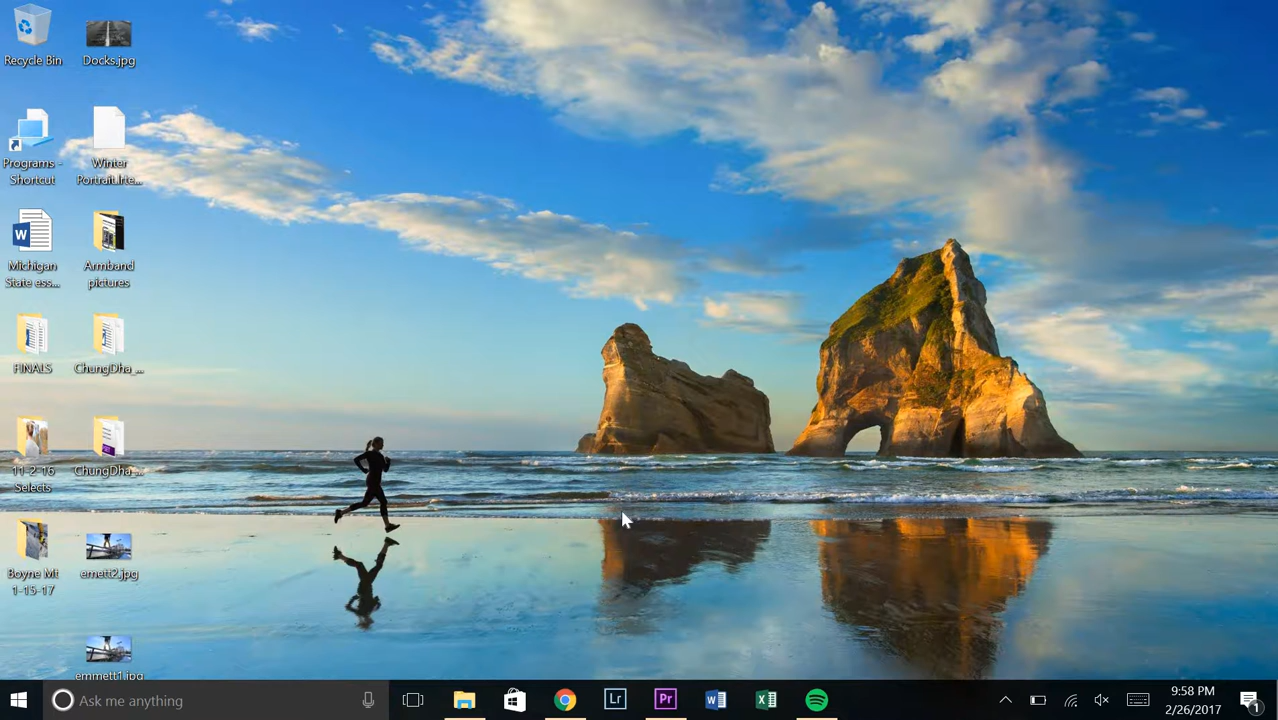 Recycle Bin
Docks.jpg
Programs -
Shortcut
Winter
Portrait.lrte...
Michigan
State ess...
Armband
pictures
FINALS
ChungDha_...
11-2-16
Selects
ChungDha_...
Boyne Mt
1-15-17
emett2.jpg
emmett1.jpg
Ask me anything
Lr
Pr
W
9:58 PM
2/26/2017
1